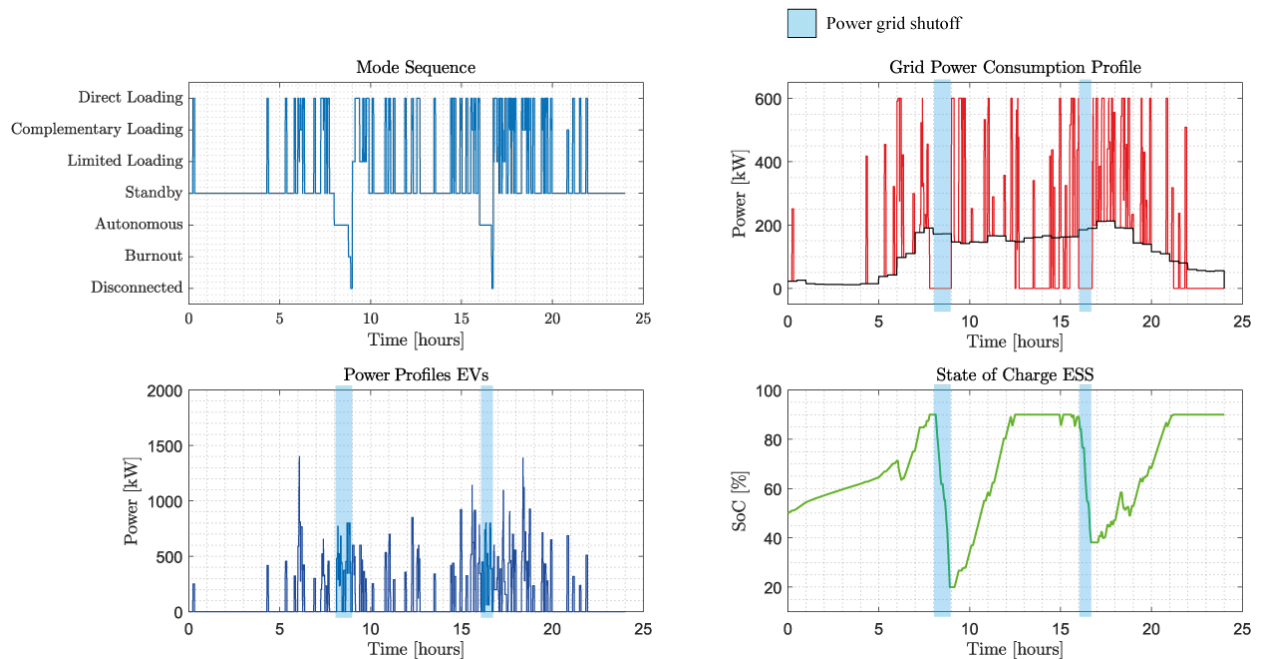 Power grid shutoff
Mode Sequence
Direct Loading
Complementary Loading
Limited Loading
Standby
Autonomous
Burnout
Disconnected
0 5 10 15 20 25
Time [hours]
Grid Power Consumption Profile
600
400
200
0
Power [kW]
0 5 10 15 20 25
Time [hours]
Power Profiles EVs
2000
1500
1000
500
0
Power [kW]
0 5 10 15 20 25
Time [hours]
State of Charge ESS
100
80
60
40
20
SoC [%]
0 5 10 15 20 25
Time [hours]